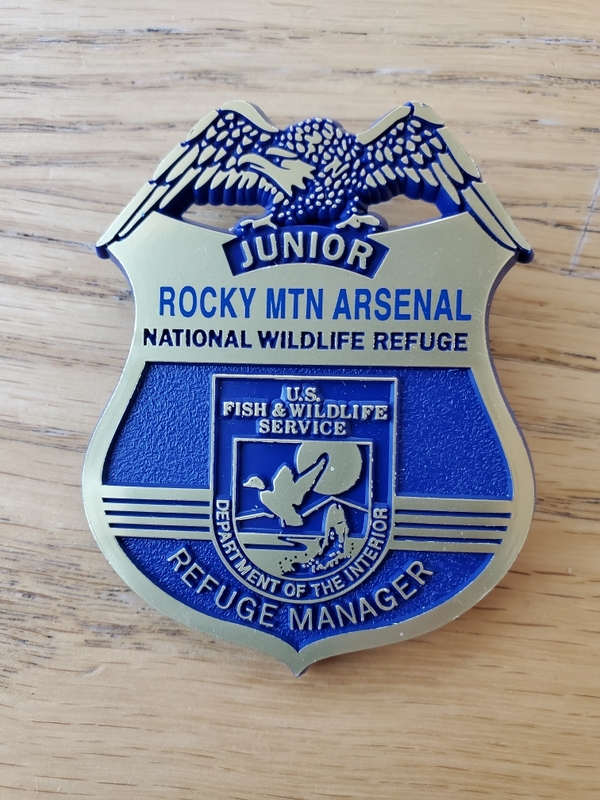 JUNIOR
ROCKY MTN ARSENAL
NATIONAL WILDLIFE REFUGE
U.S.
FISH & WILDLIFE
SERVICE
DEPARTMENT OF THE INTERIOR
REFUGE MANAGER